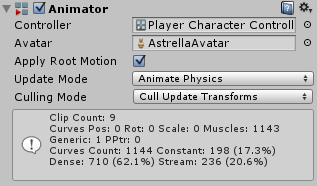 Animator
Controller Player Character Controll
Avatar AstrellaAvatar
Apply Root Motion
Update Mode Animate Physics
Culling Mode Cull Update Transforms
Clip Count: 9
Curves Pos: 0 Rot: 0 Scale: 0 Muscles: 1143
Generic: 1 PPtr: 0
Curves Count: 1144 Constant: 198 (17.3%)
Dense: 710 (62.1%) Stream: 236 (20.6%)